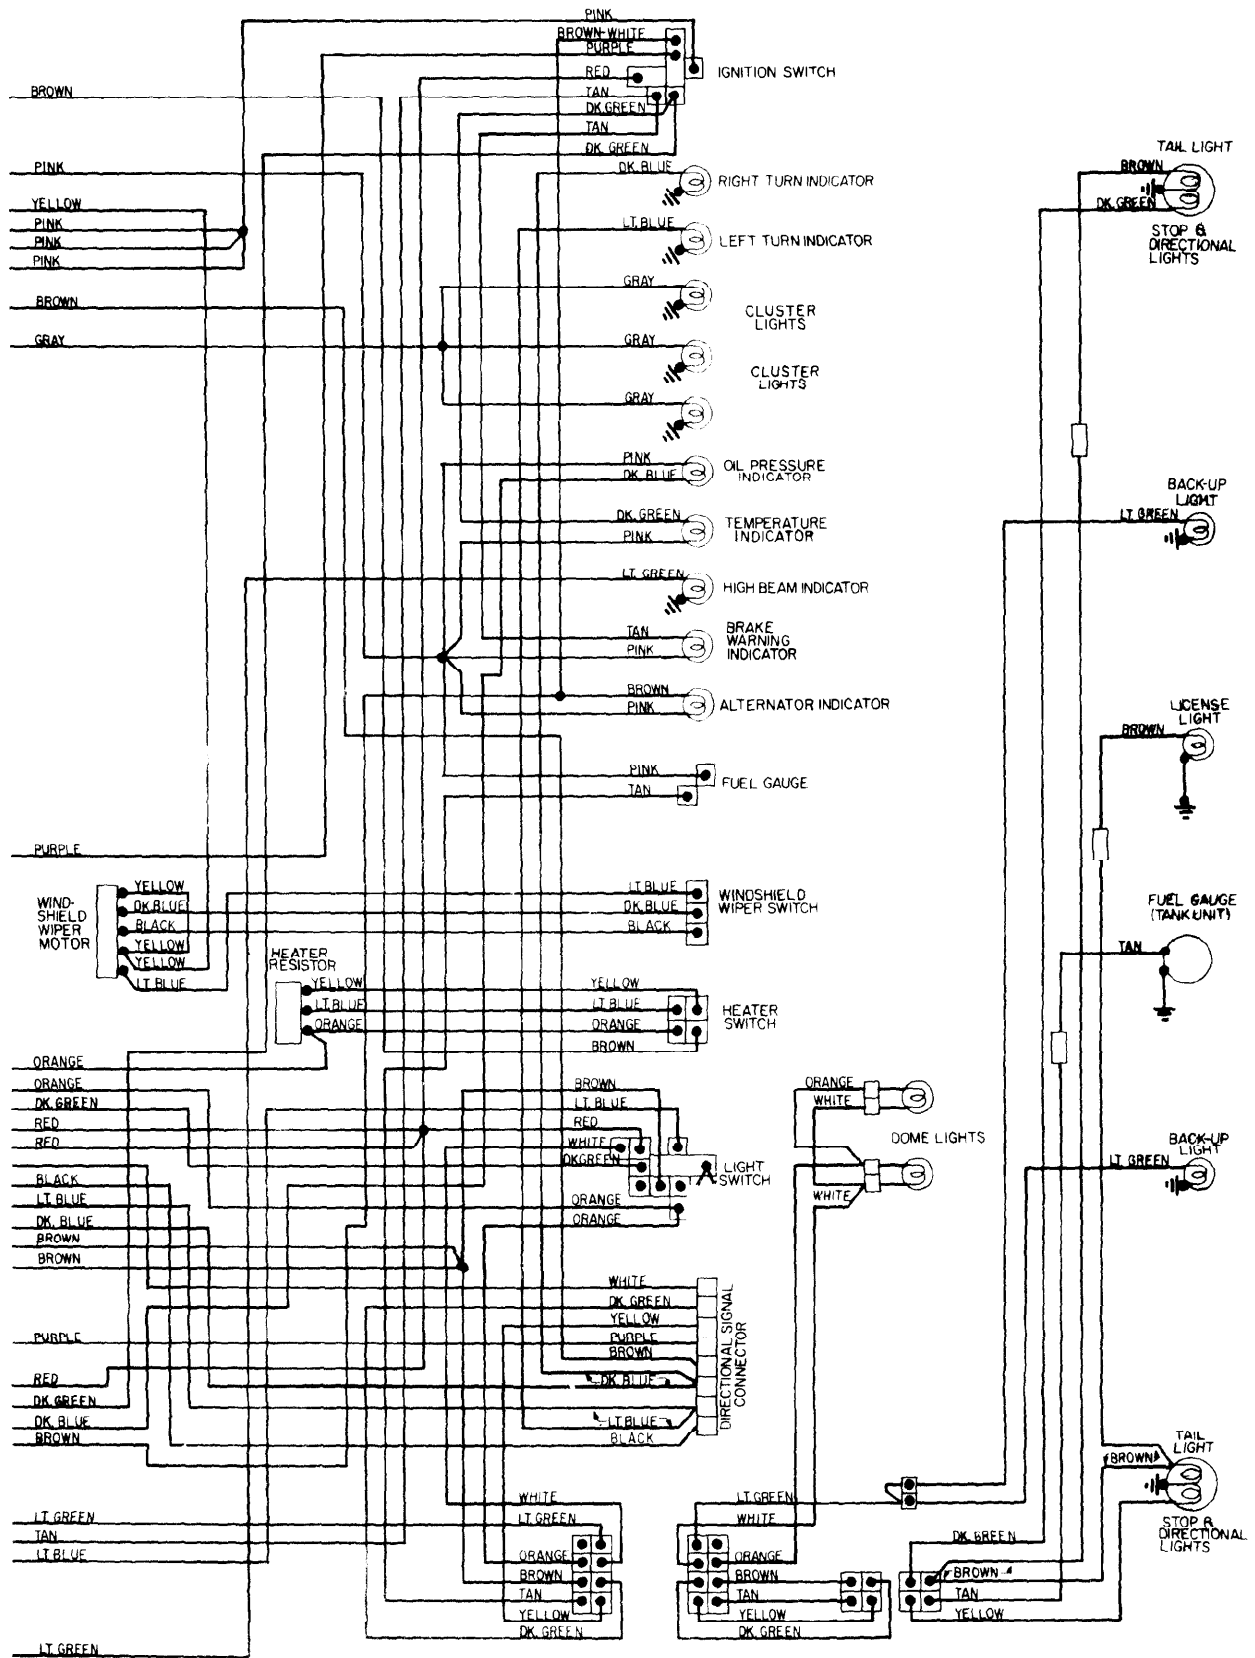 PINK
BROWN-WHITE
PURPLE
RED
IGNITION SWITCH
BROWN
TAN
DK.GREEN
TAN
DK GREEN
TAIL LIGHT
PINK
DK.BLUE
RIGHT TURN INDICATOR
BROWN
YELLOW
DK.GREEN
PINK
LT.BLUE
LEFT TURN INDICATOR
STOP &
DIRECTIONAL
LIGHTS
PINK
PINK
GRAY
BROWN
CLUSTER
LIGHTS
GRAY
GRAY
CLUSTER
LIGHTS
GRAY
PINK
OIL PRESSURE
INDICATOR
DK. BLUE
BACK-UP
LIGHT
DK. GREEN
TEMPERATURE
INDICATOR
LT. GREEN
PINK
LT. GREEN
HIGH BEAM INDICATOR
TAN
BRAKE
WARNING
INDICATOR
PINK
BROWN
PINK
ALTERNATOR INDICATOR
LICENSE
LIGHT
BROWN
PINK
FUEL GAUGE
TAN
PURPLE
WIND-
SHIELD
WIPER
MOTOR
YELLOW
DK.BLUE
BLACK
YELLOW
YELLOW
LT BLUE
LT BLUE
DK. BLUE
BLACK
WINDSHIELD
WIPER SWITCH
FUEL GAUGE
(TANK UNIT)
TAN
HEATER
RESISTOR
YELLOW
LT.BLUE
ORANGE
YELLOW
LT BLUE
ORANGE
BROWN
HEATER
SWITCH
ORANGE
ORANGE
DK. GREEN
RED
RED
BROWN
LT BLUE
RED
WHITE
DKGREEN
LIGHT
SWITCH
ORANGE
ORANGE
ORANGE
WHITE
DOME LIGHTS
WHITE
BACK-UP
LIGHT
LT GREEN
BLACK
LT BLUE
DK. BLUE
BROWN
BROWN
WHITE
DK. GREEN
YELLOW
PURPLE
BROWN
DK BLUE
LT.BLUE
BLACK
DIRECTIONAL SIGNAL
CONNECTOR
PURPLE
RED
DK GREEN
DK. BLUE
BROWN
TAIL
LIGHT
BROWN
STOP &
DIRECTIONAL
LIGHTS
LT GREEN
TAN
LT BLUE
WHITE
LT GREEN
ORANGE
BROWN
TAN
YELLOW
DK. GREEN
LT.GREEN
WHITE
ORANGE
BROWN
TAN
YELLOW
DK GREEN
DK GREEN
BROWN
TAN
YELLOW
LT GREEN